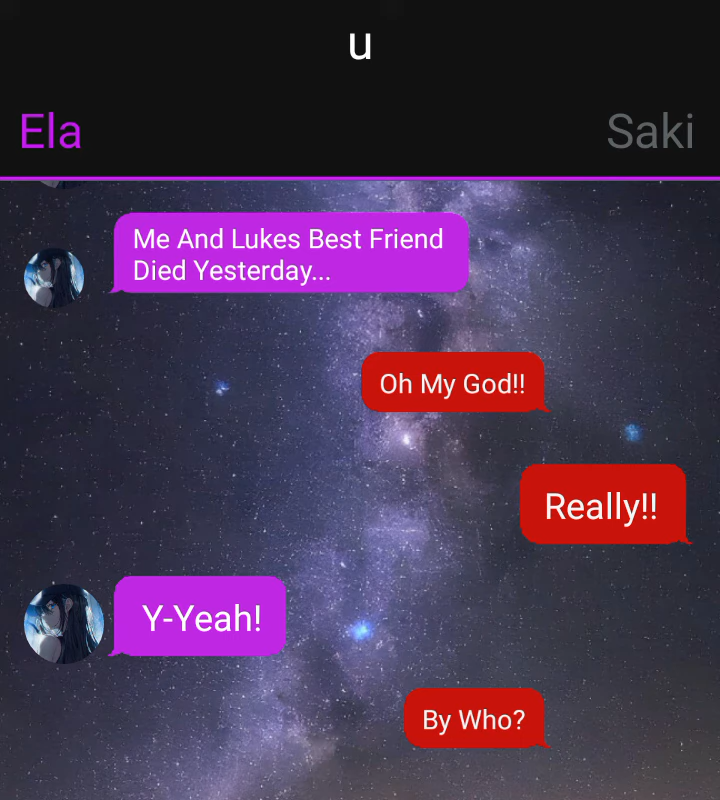 u
Ela
Saki
Me And Lukes Best Friend
Died Yesterday...
Oh My God!!
Really!!
Y-Yeah!
By Who?